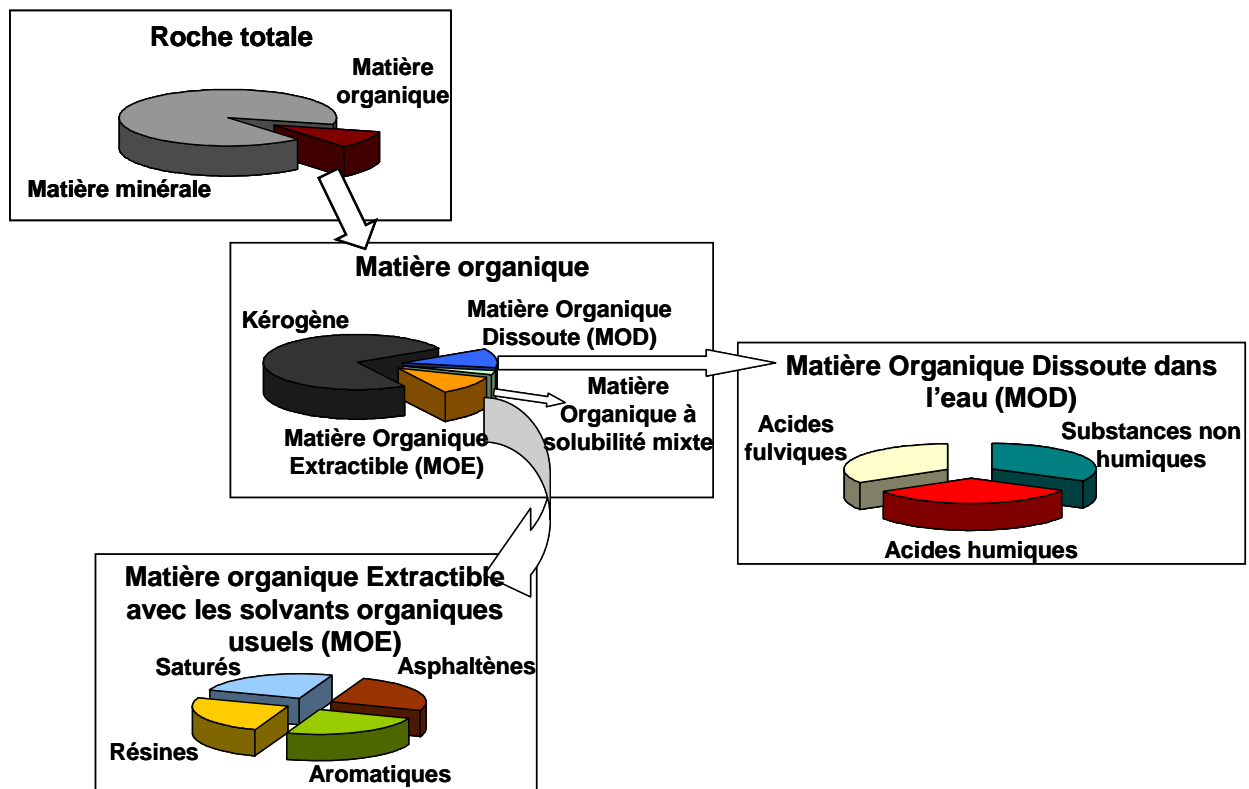 Roche totale
Matière
organique
Matière minérale
Matière organique
Kérogène
Matière Organique
Dissoute (MOD)
Matière
Organique à
solubilité mixte
Matière Organique
Extractible (MOE)
Matière Organique Dissoute dans
l'eau (MOD)
Acides
fulviques
Substances non
humiques
Acides humiques
Matière organique Extractible
avec les solvants organiques
usuels (MOE)
Saturés
Asphaltènes
Résines
Aromatiques